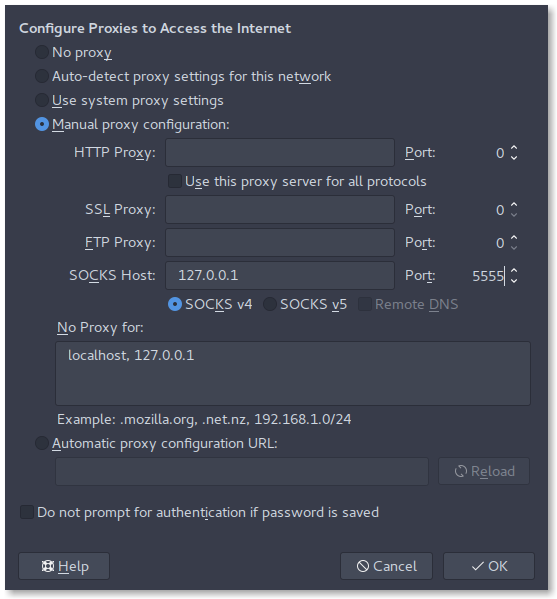 Configure Proxies to Access the Internet
No proxy
Auto-detect proxy settings for this network
Use system proxy settings
Manual proxy configuration:
HTTP Proxy: Port: 0
Use this proxy server for all protocols
SSL Proxy: Port: 0
FTP Proxy: Port: 0
SOCKS Host: 127.0.0.1 Port: 5555
SOCKS v4 SOCKS v5 Remote DNS
No Proxy for:
localhost, 127.0.0.1
Example: .mozilla.org, .net.nz, 192.168.1.0/24
Automatic proxy configuration URL:
Reload
Do not prompt for authentication if password is saved
Help Cancel OK